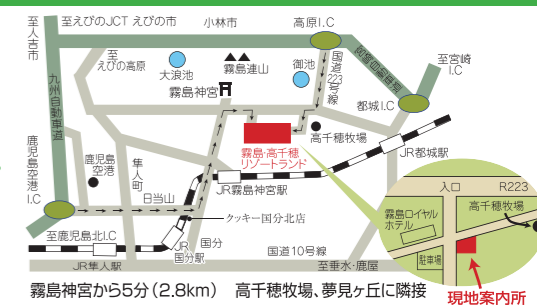 至えびのJCT えびの市
小林市
高原I.C
至人吉市
至えびの高原
大浪池
霧島連山
御池
国道223号線
至宮崎I.C
九州自動車道
霧島神宮
都城I.C
霧島・高千穂リゾートランド
高千穂牧場
JR都城駅
鹿児島空港I.C
鹿児島空港
隼人町
日当山
JR霧島神宮駅
クッキー国分北店
入口
R223
高千穂牧場
霧島ロイヤルホテル
駐車場
至鹿児島北I.C
JR国分駅
国分
国道10号線
JR隼人駅
至垂水・鹿屋
霧島神宮から5分(2.8km) 高千穂牧場、夢見ヶ丘に隣接
現地案内所